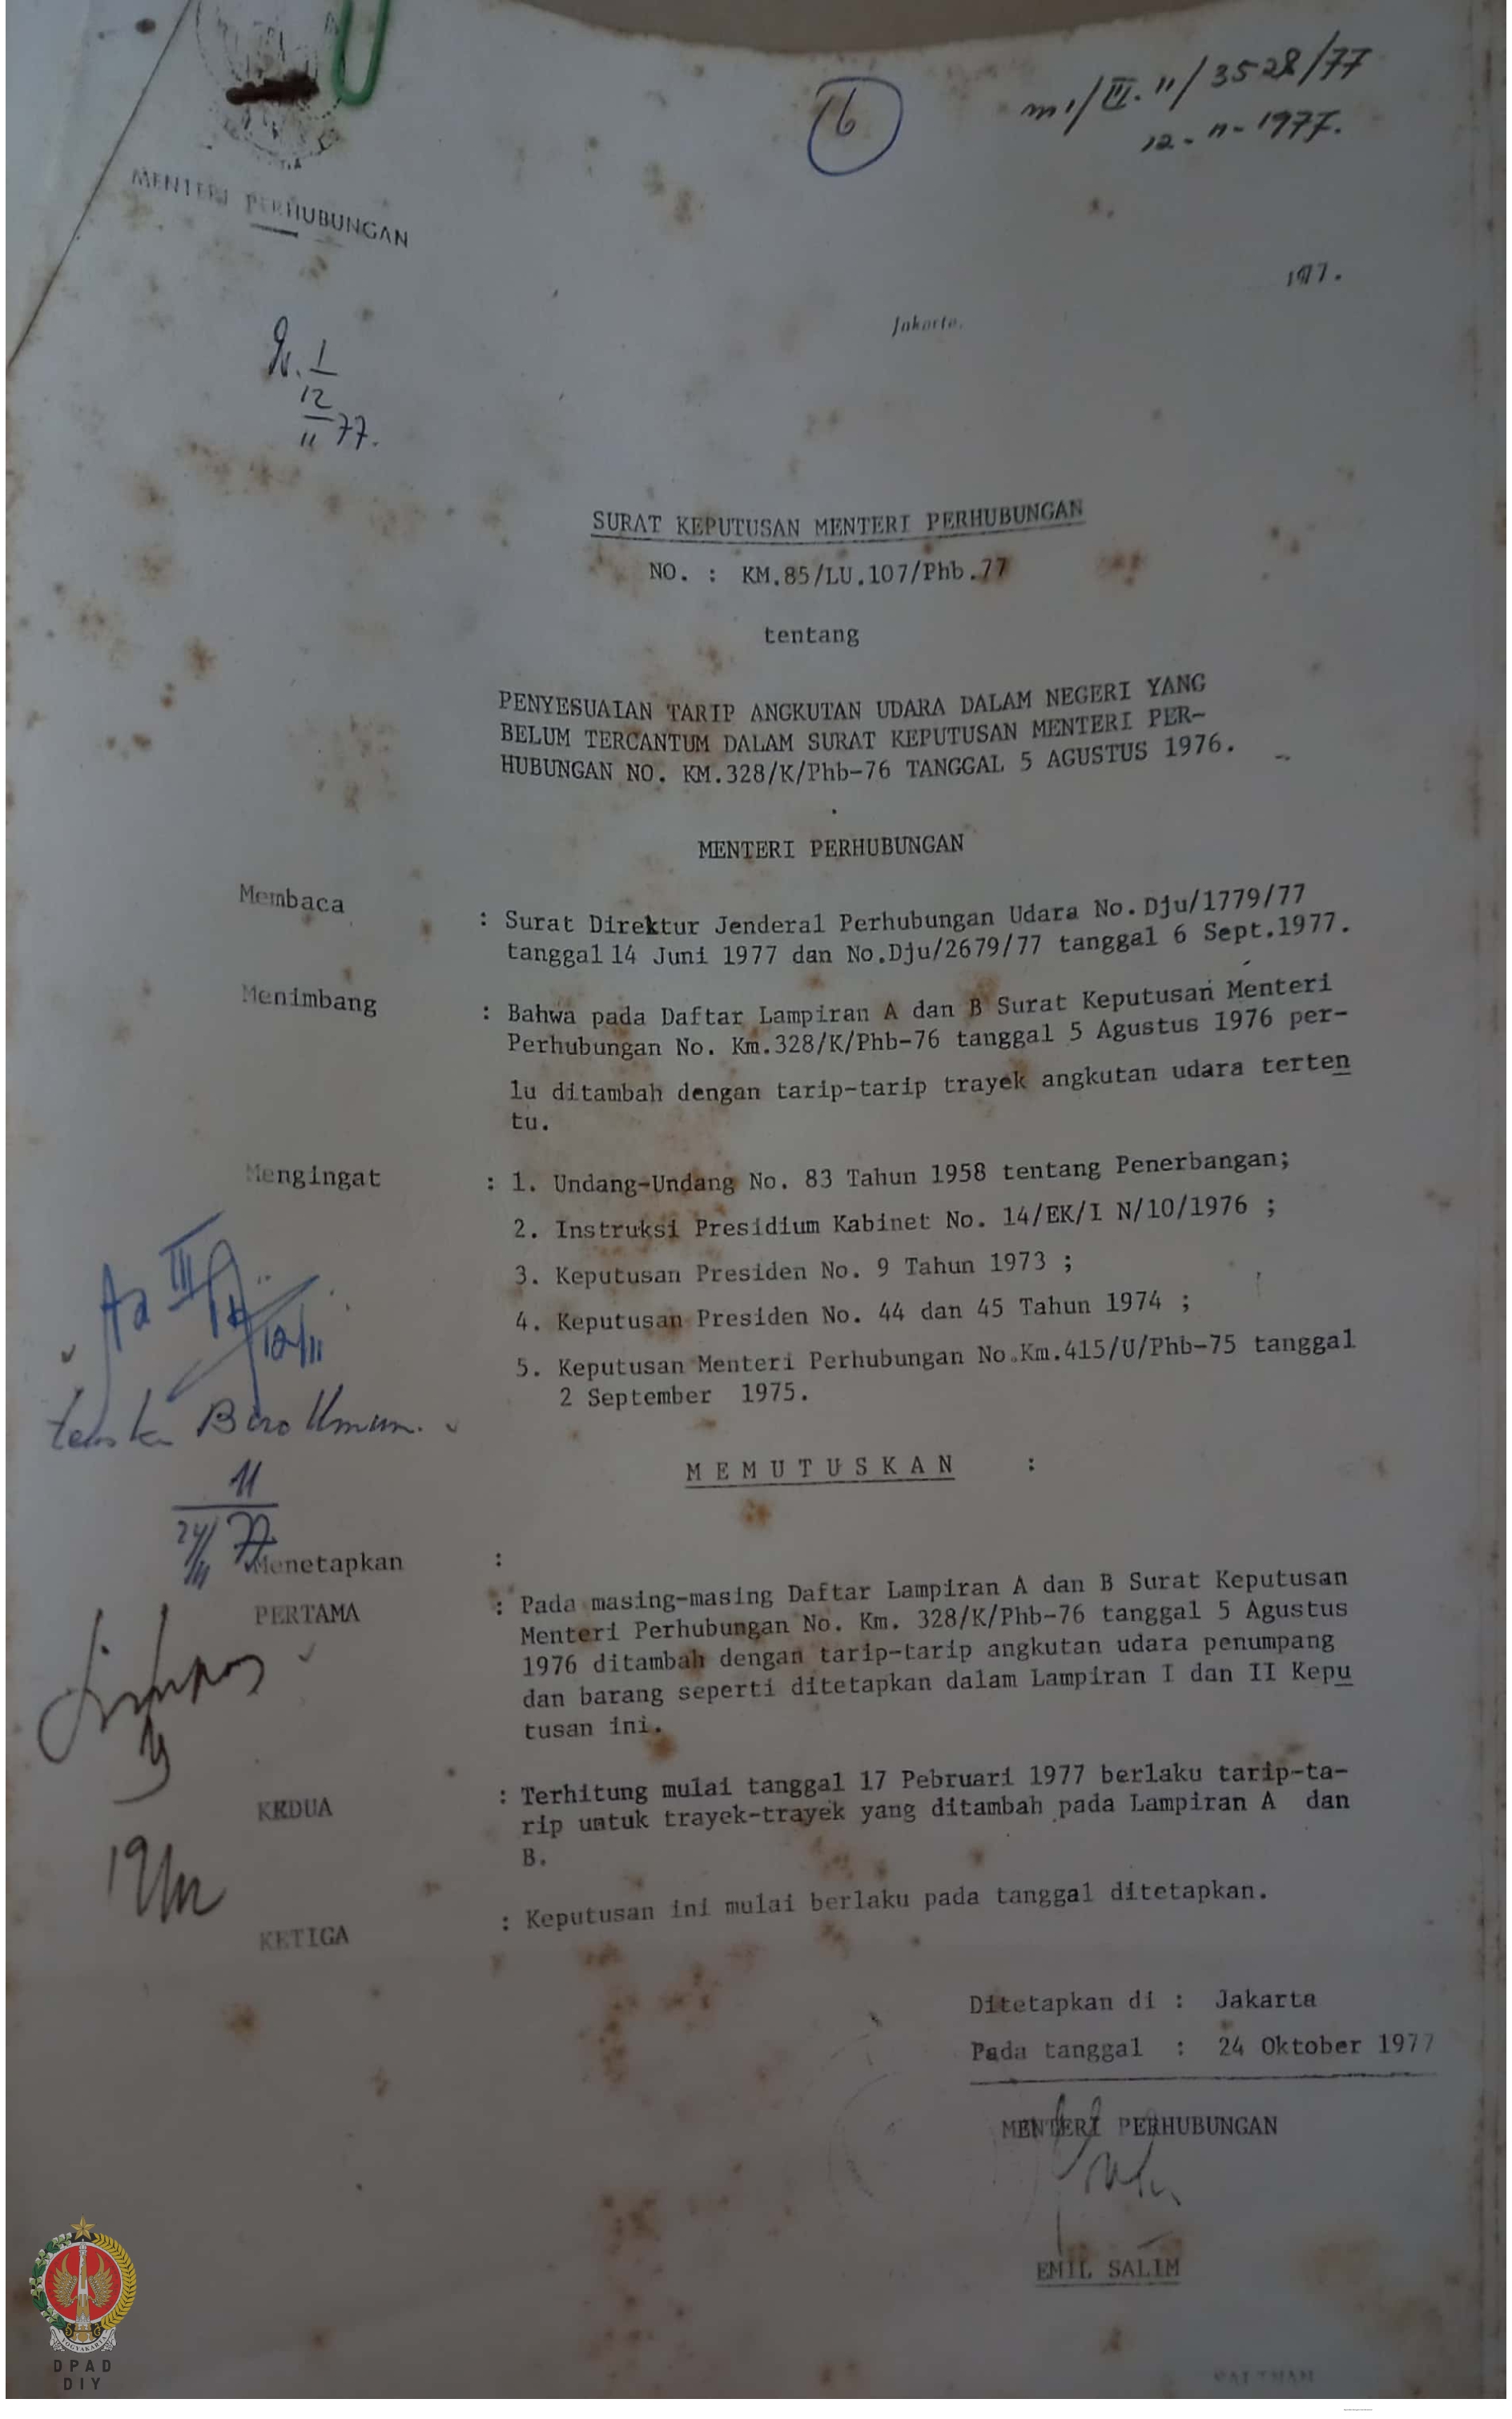 16
m1/III.11/3528/77
12-11-1977.
MENTERI PERHUBUNGAN
1977.
Jakarta,
1
12
11 77.
SURAT KEPUTUSAN MENTERI PERHUBUNGAN
NO. : KM.85/LU.107/Phb.77
tentang
PENYESUAIAN TARIP ANGKUTAN UDARA DALAM NEGERI YANG
BELUM TERCANTUM DALAM SURAT KEPUTUSAN MENTERI PER-
HUBUNGAN NO. KM.328/K/Phb-76 TANGGAL 5 AGUSTUS 1976.
MENTERI PERHUBUNGAN
Membaca : Surat Direktur Jenderal Perhubungan Udara No.Dju/1779/77
tanggal 14 Juni 1977 dan No.Dju/2679/77 tanggal 6 Sept.1977.
Menimbang : Bahwa pada Daftar Lampiran A dan B Surat Keputusan Menteri
Perhubungan No. Km.328/K/Phb-76 tanggal 5 Agustus 1976 per-
lu ditambah dengan tarip-tarip trayek angkutan udara terten
tu.
Mengingat : 1. Undang-Undang No. 83 Tahun 1958 tentang Penerbangan;
2. Instruksi Presidium Kabinet No. 14/EK/I N/10/1976 ;
3. Keputusan Presiden No. 9 Tahun 1973 ;
4. Keputusan Presiden No. 44 dan 45 Tahun 1974 ;
5. Keputusan Menteri Perhubungan No.Km.415/U/Phb-75 tanggal
2 September 1975.
Biro Umum.
M E M U T U S K A N :
11
Menetapkan :
PERTAMA : Pada masing-masing Daftar Lampiran A dan B Surat Keputusan
Menteri Perhubungan No. Km. 328/K/Phb-76 tanggal 5 Agustus
1976 ditambah dengan tarip-tarip angkutan udara penumpang
dan barang seperti ditetapkan dalam Lampiran I dan II Kepu
tusan ini.
KEDUA : Terhitung mulai tanggal 17 Pebruari 1977 berlaku tarip-ta-
rip untuk trayek-trayek yang ditambah pada Lampiran A dan
B.
KETIGA : Keputusan ini mulai berlaku pada tanggal ditetapkan.
Ditetapkan di : Jakarta
Pada tanggal : 24 Oktober 1977
MENTERI PERHUBUNGAN
EMIL SALIM
YOGYAKARTA
DPAD
DIY